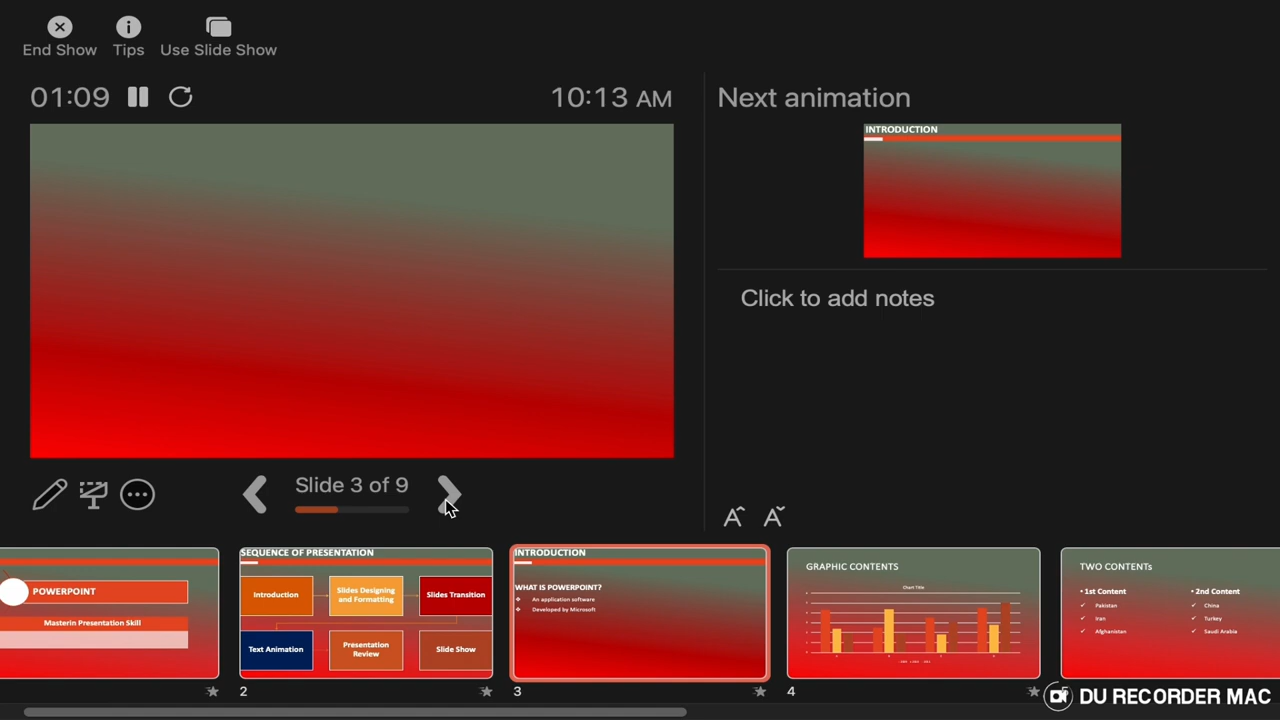 End Show
Tips
Use Slide Show
01:09
10:13 AM
Next animation
INTRODUCTION
Click to add notes
Slide 3 of 9
POWERPOINT
Masterin Presentation Skill
SEQUENCE OF PRESENTATION
Introduction
Slides Designing
and Formatting
Slides Transition
Text Animation
Presentation
Review
Slide Show
2
INTRODUCTION
WHAT IS POWERPOINT?
❖ An application software
❖ Developed by Microsoft
3
GRAPHIC CONTENTS
Chart Title
4
TWO CONTENTs
• 1st Content
✓ Pakistan
✓ Iran
✓ Afghanistan
• 2nd Content
✓ China
✓ Turkey
✓ Saudi Arabia
DU RECORDER MAC